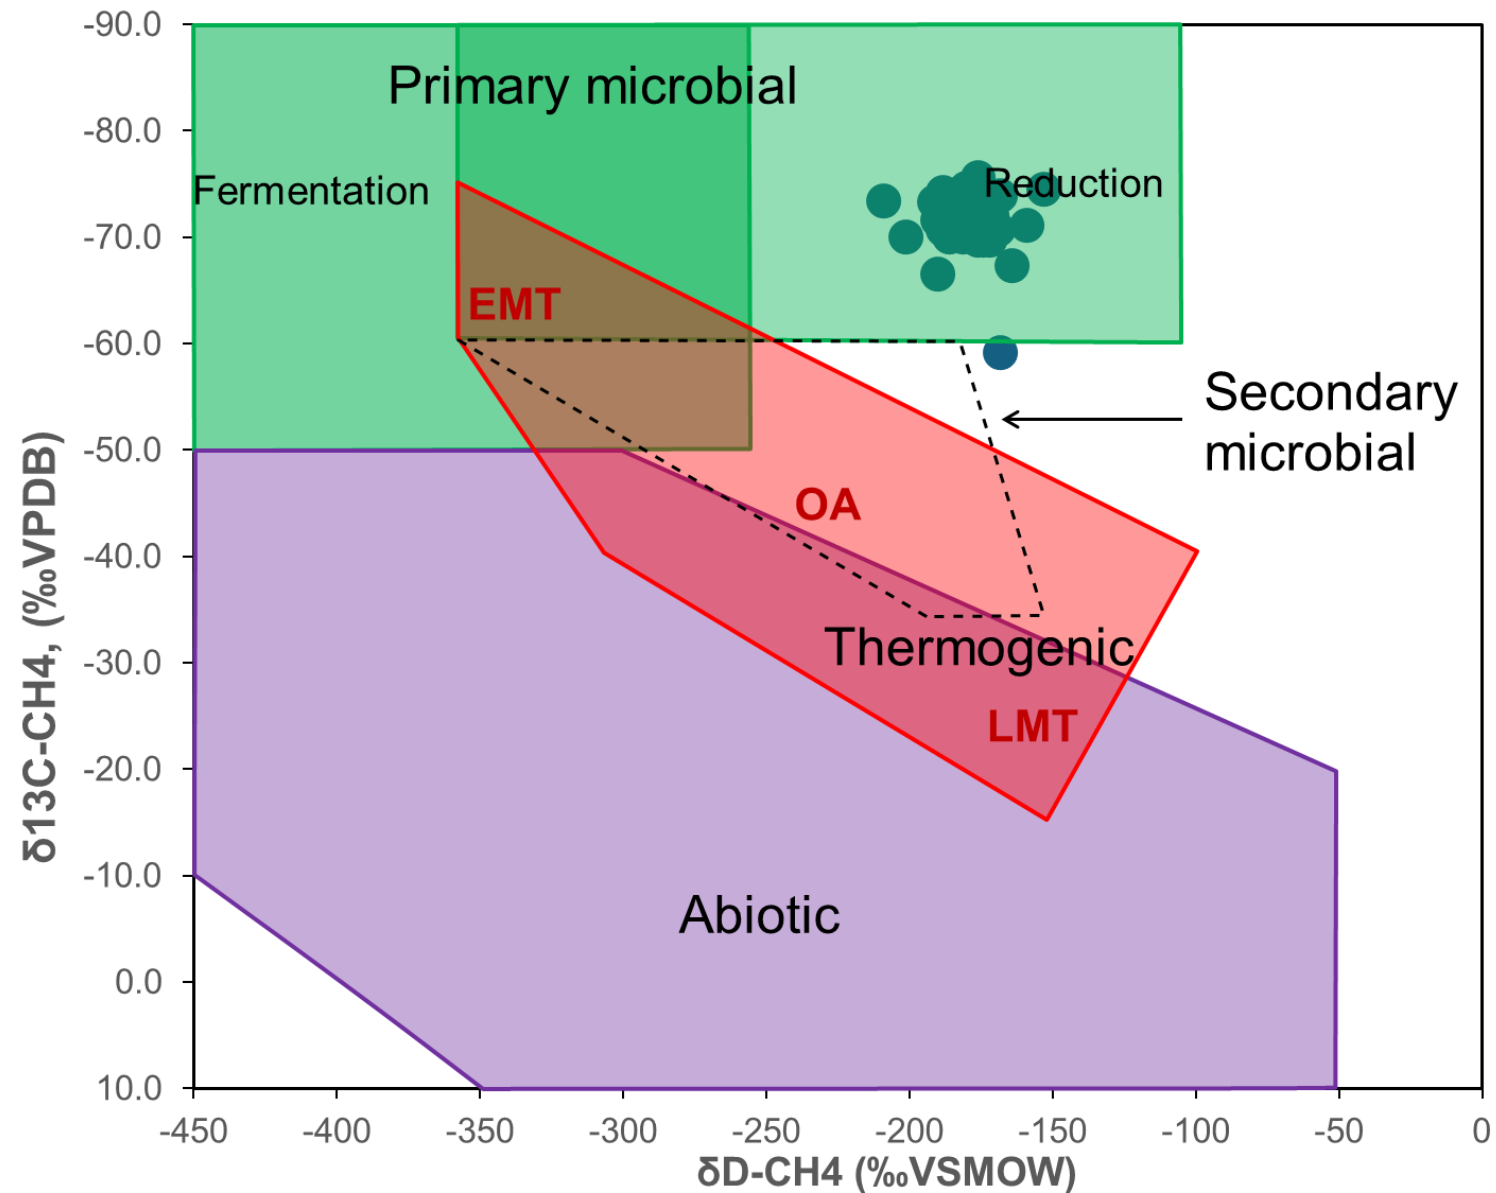 -90.0
-80.0
-70.0
-60.0
-50.0
-40.0
-30.0
-20.0
-10.0
0.0
10.0
δ13C-CH4, (‰VPDB)
Primary microbial
Fermentation
Reduction
EMT
Secondary
microbial
OA
Thermogenic
LMT
Abiotic
-450
-400
-350
-300
-250
-200
-150
-100
-50
0
δD-CH4 (‰VSMOW)